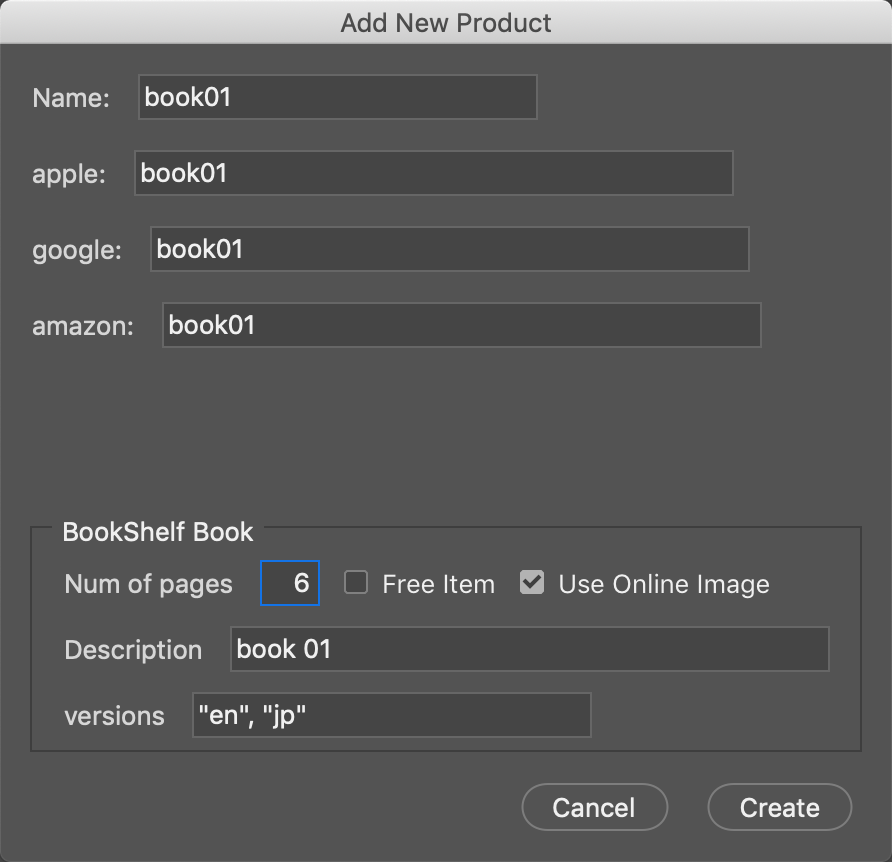 Add New Product
Name: book01
apple: book01
google: book01
amazon: book01
BookShelf Book
Num of pages 6 Free Item Use Online Image
Description book 01
versions "en", "jp"
Cancel Create